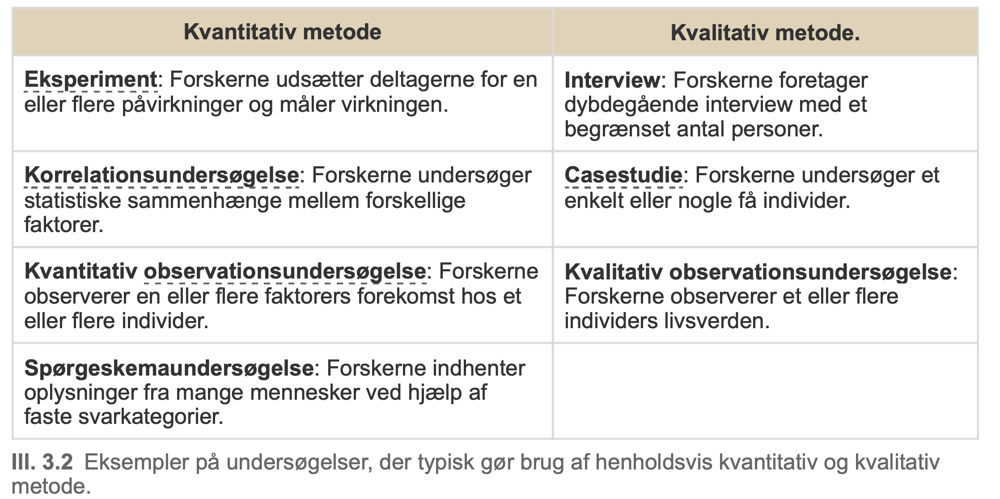 Kvantitativ metode
Kvalitativ metode.
Eksperiment: Forskerne udsætter deltagerne for en
eller flere påvirkninger og måler virkningen.
Interview: Forskerne foretager
dybdegående interview med et
begrænset antal personer.
Korrelationsundersøgelse: Forskerne undersøger
statistiske sammenhænge mellem forskellige
faktorer.
Casestudie: Forskerne undersøger et
enkelt eller nogle få individer.
Kvantitativ observationsundersøgelse: Forskerne
observerer en eller flere faktorers forekomst hos et
eller flere individer.
Kvalitativ observationsundersøgelse:
Forskerne observerer et eller flere
individers livsverden.
Spørgeskemaundersøgelse: Forskerne indhenter
oplysninger fra mange mennesker ved hjælp af
faste svarkategorier.
Ill. 3.2 Eksempler på undersøgelser, der typisk gør brug af henholdsvis kvantitativ og kvalitativ
metode.